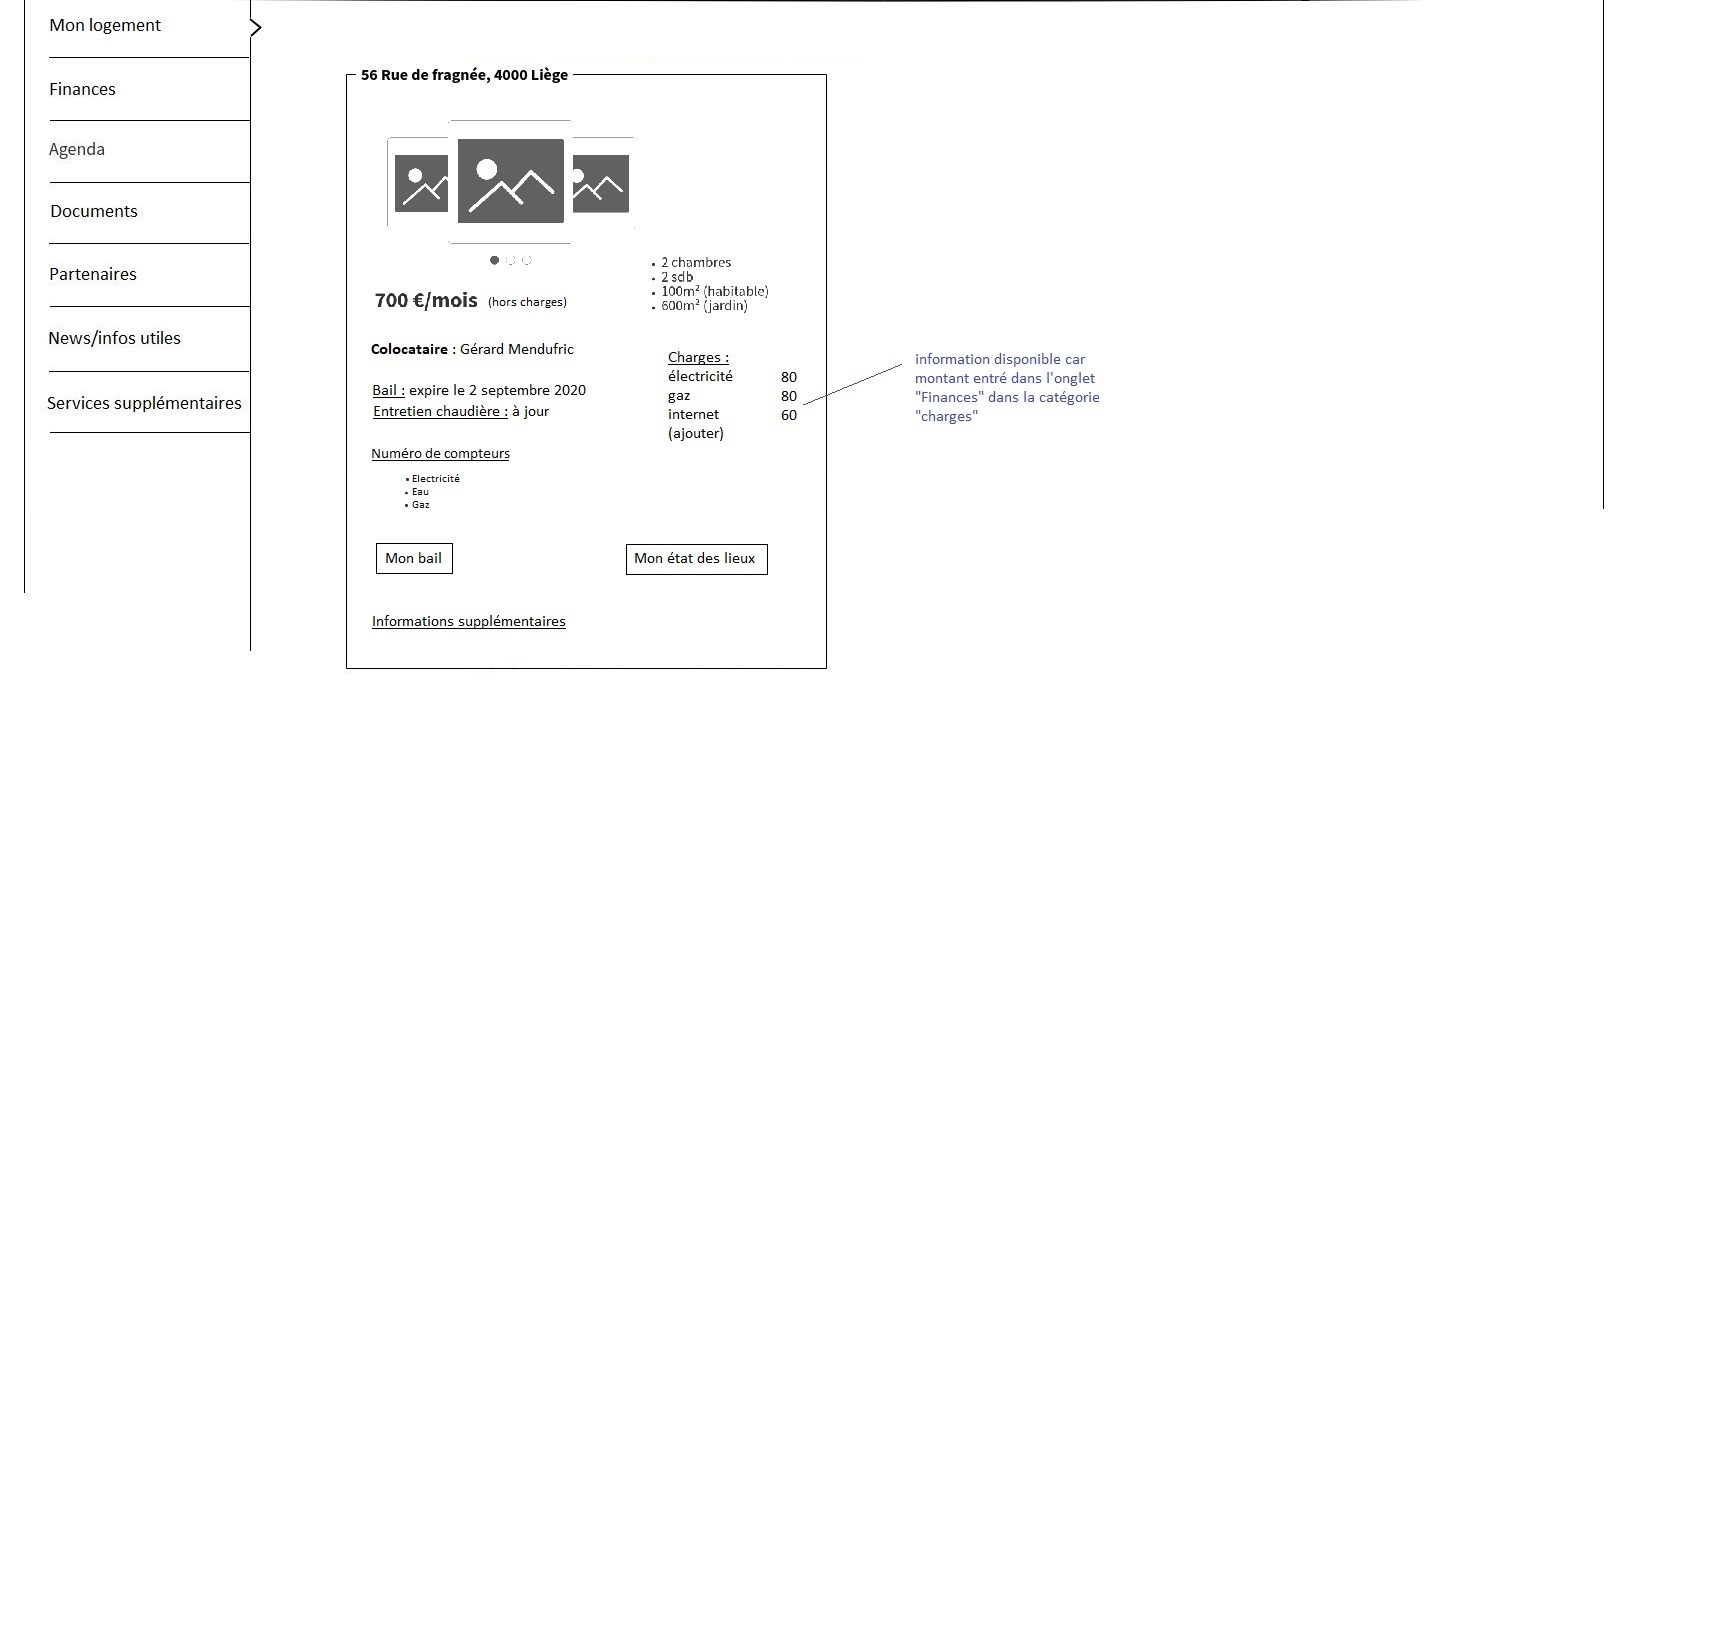 Mon logement
Finances
Agenda
Documents
Partenaires
News/infos utiles
Services supplémentaires
56 Rue de fragnée, 4000 Liège
• 2 chambres
• 2 sdb
• 100m² (habitable)
• 600m² (jardin)
700 €/mois (hors charges)
Colocataire : Gérard Mendufric
Bail : expire le 2 septembre 2020
Entretien chaudière : à jour
Charges :
électricité 80
gaz 80
internet 60
(ajouter)
Numéro de compteurs
• Electricité
• Eau
• Gaz
Mon bail
Mon état des lieux
Informations supplémentaires
information disponible car
montant entré dans l'onglet
"Finances" dans la catégorie
"charges"